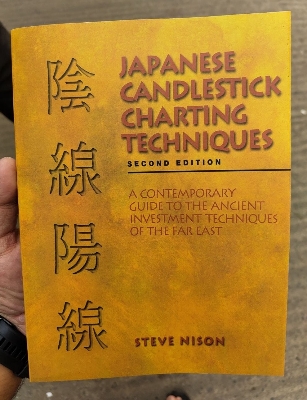 陰線陽線
JAPANESE
CANDLESTICK
CHARTING
TECHNIQUES
SECOND EDITION
A CONTEMPORARY
GUIDE TO THE ANCIENT
INVESTMENT TECHNIQUES
OF THE FAR EAST
STEVE NISON